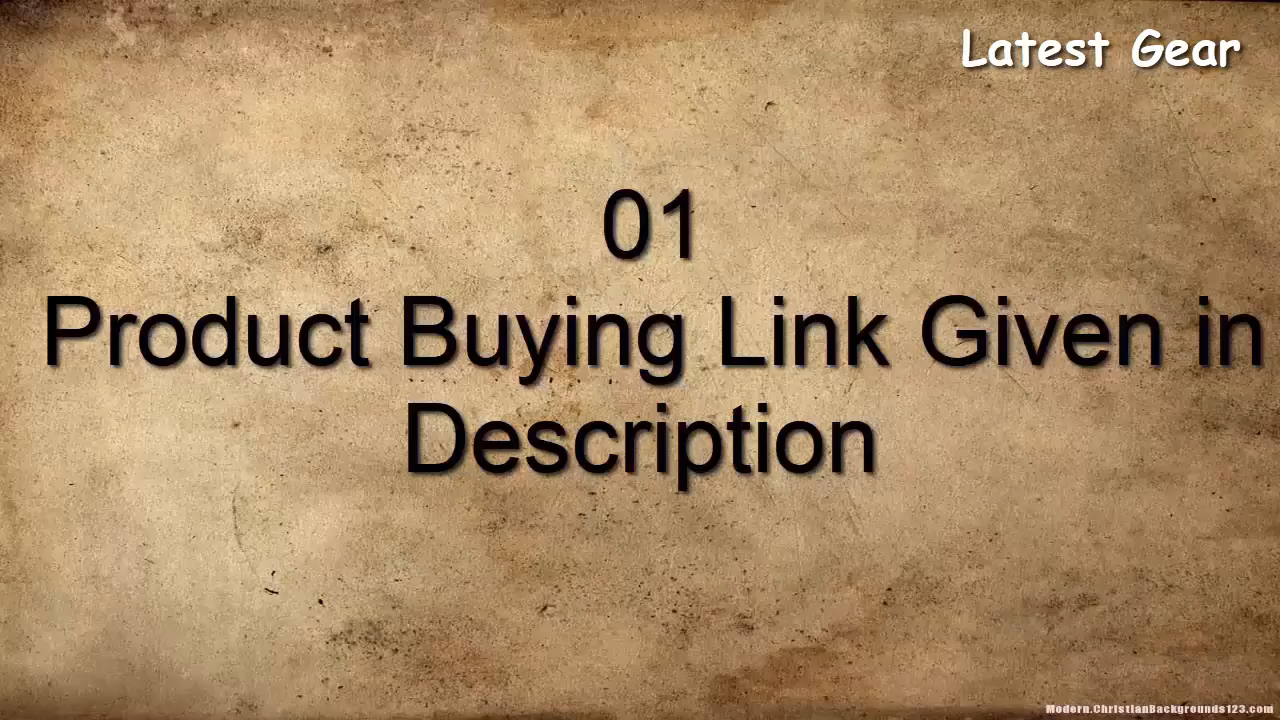 Latest Gear
01
Product Buying Link Given in
Description
Modern.ChristianBackgrounds123.com